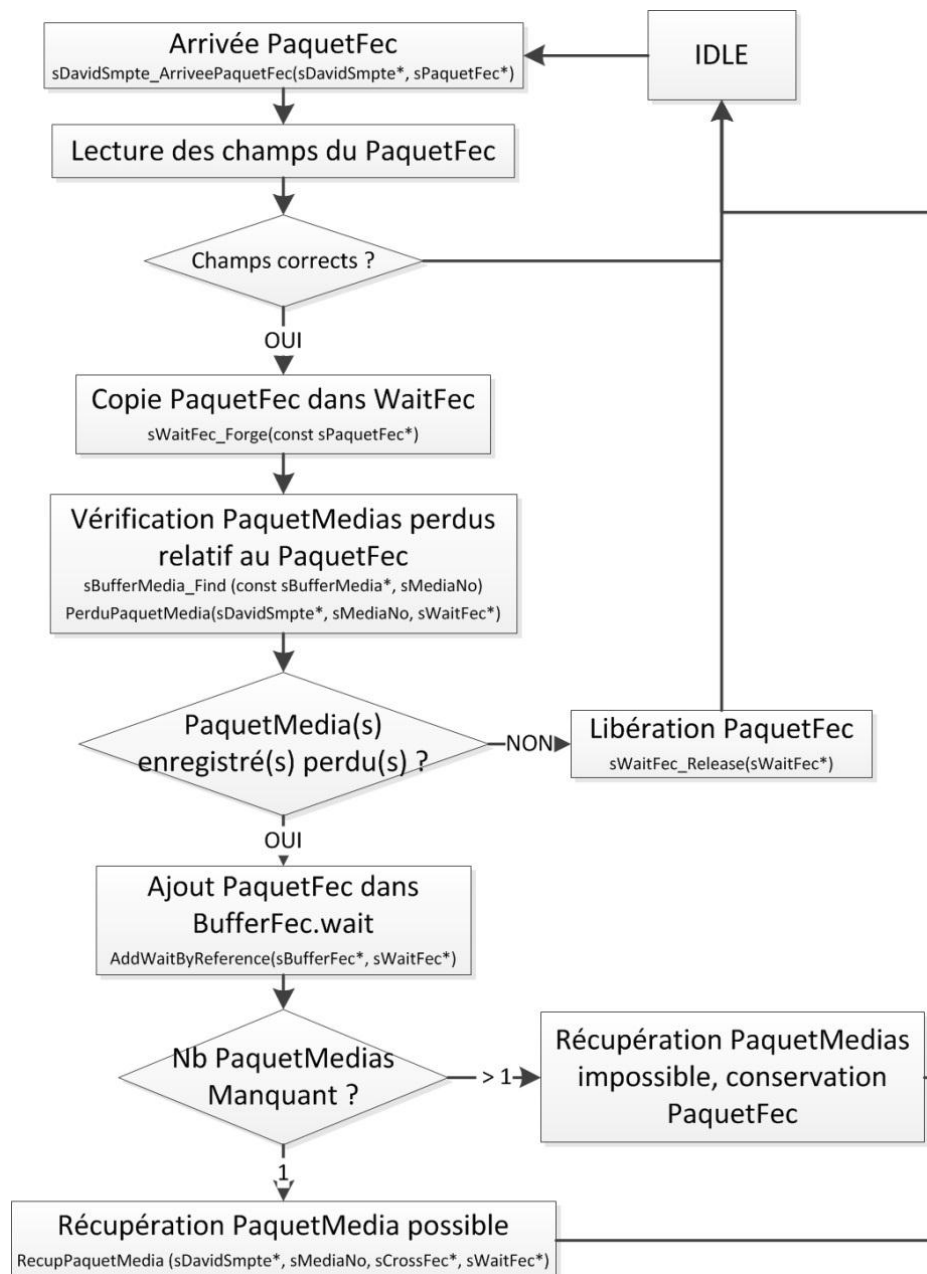 Arrivée PaquetFec
sDavidSmpte_ArriveePaquetFec(sDavidSmpte*, sPaquetFec*)
IDLE
Lecture des champs du PaquetFec
Champs corrects ?
OUI
Copie PaquetFec dans WaitFec
sWaitFec_Forge(const sPaquetFec*)
Vérification PaquetMedias perdus
relatif au PaquetFec
sBufferMedia_Find (const sBufferMedia*, sMediaNo)
PerduPaquetMedia(sDavidSmpte*, sMediaNo, sWaitFec*)
PaquetMedia(s)
enregistré(s) perdu(s) ?
NON
Libération PaquetFec
sWaitFec_Release(sWaitFec*)
OUI
Ajout PaquetFec dans
BufferFec.wait
AddWaitByReference(sBufferFec*, sWaitFec*)
Nb PaquetMedias
Manquant ?
> 1
Récupération PaquetMedias
impossible, conservation
PaquetFec
1
Récupération PaquetMedia possible
RecupPaquetMedia (sDavidSmpte*, sMediaNo, sCrossFec*, sWaitFec*)